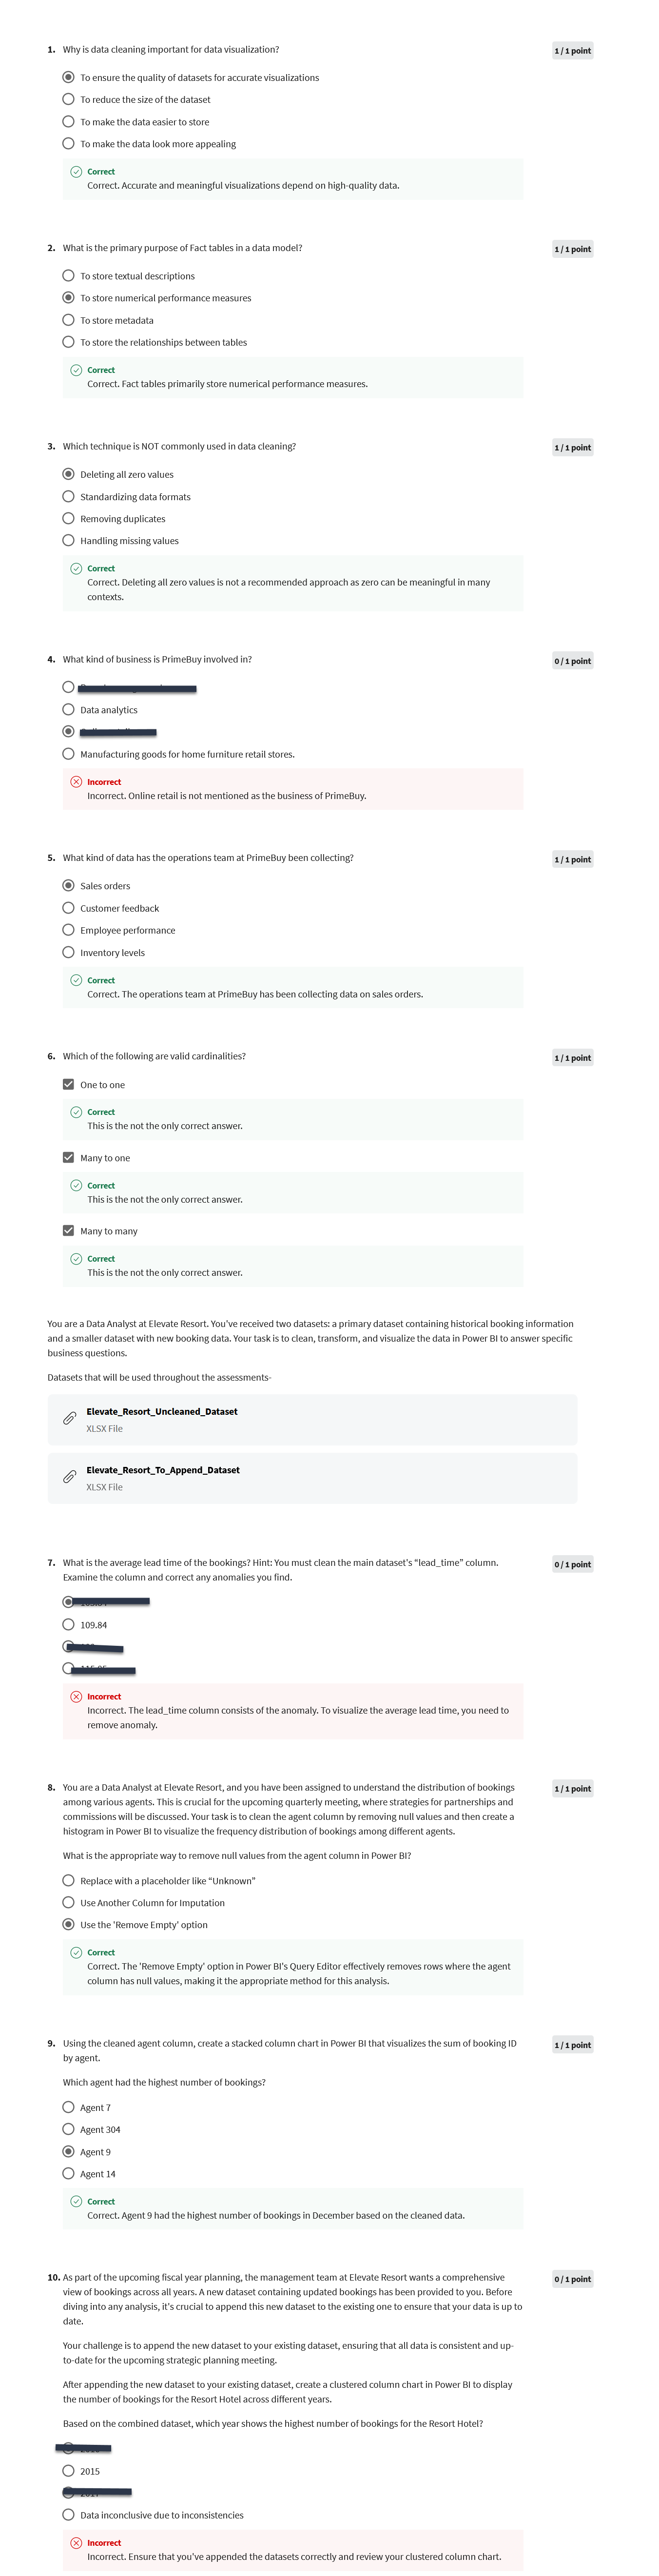 1. Why is data cleaning important for data visualization?
1 / 1 point
To ensure the quality of datasets for accurate visualizations
To reduce the size of the dataset
To make the data easier to store
To make the data look more appealing
Correct
Correct. Accurate and meaningful visualizations depend on high-quality data.
2. What is the primary purpose of Fact tables in a data model?
1 / 1 point
To store textual descriptions
To store numerical performance measures
To store metadata
To store the relationships between tables
Correct
Correct. Fact tables primarily store numerical performance measures.
3. Which technique is NOT commonly used in data cleaning?
1 / 1 point
Deleting all zero values
Standardizing data formats
Removing duplicates
Handling missing values
Correct
Correct. Deleting all zero values is not a recommended approach as zero can be meaningful in many
contexts.
4. What kind of business is PrimeBuy involved in?
0 / 1 point
Data analytics
Manufacturing goods for home furniture retail stores.
Incorrect
Incorrect. Online retail is not mentioned as the business of PrimeBuy.
5. What kind of data has the operations team at PrimeBuy been collecting?
1 / 1 point
Sales orders
Customer feedback
Employee performance
Inventory levels
Correct
Correct. The operations team at PrimeBuy has been collecting data on sales orders.
6. Which of the following are valid cardinalities?
1 / 1 point
One to one
Correct
This is the not the only correct answer.
Many to one
Correct
This is the not the only correct answer.
Many to many
Correct
This is the not the only correct answer.
You are a Data Analyst at Elevate Resort. You've received two datasets: a primary dataset containing historical booking information
and a smaller dataset with new booking data. Your task is to clean, transform, and visualize the data in Power BI to answer specific
business questions.
Datasets that will be used throughout the assessments-
Elevate_Resort_Uncleaned_Dataset
XLSX File
Elevate_Resort_To_Append_Dataset
XLSX File
7. What is the average lead time of the bookings? Hint: You must clean the main dataset's "lead_time" column.
0 / 1 point
Examine the column and correct any anomalies you find.
109.84
Incorrect
Incorrect. The lead_time column consists of the anomaly. To visualize the average lead time, you need to
remove anomaly.
8. You are a Data Analyst at Elevate Resort, and you have been assigned to understand the distribution of bookings
1 / 1 point
among various agents. This is crucial for the upcoming quarterly meeting, where strategies for partnerships and
commissions will be discussed. Your task is to clean the agent column by removing null values and then create a
histogram in Power BI to visualize the frequency distribution of bookings among different agents.
What is the appropriate way to remove null values from the agent column in Power BI?
Replace with a placeholder like "Unknown"
Use Another Column for Imputation
Use the 'Remove Empty' option
Correct
Correct. The 'Remove Empty' option in Power BI's Query Editor effectively removes rows where the agent
column has null values, making it the appropriate method for this analysis.
9. Using the cleaned agent column, create a stacked column chart in Power BI that visualizes the sum of booking ID
1 / 1 point
by agent.
Which agent had the highest number of bookings?
Agent 7
Agent 304
Agent 9
Agent 14
Correct
Correct. Agent 9 had the highest number of bookings in December based on the cleaned data.
10. As part of the upcoming fiscal year planning, the management team at Elevate Resort wants a comprehensive
0 / 1 point
view of bookings across all years. A new dataset containing updated bookings has been provided to you. Before
diving into any analysis, it's crucial to append this new dataset to the existing one to ensure that your data is up to
date.
Your challenge is to append the new dataset to your existing dataset, ensuring that all data is consistent and up-
to-date for the upcoming strategic planning meeting.
After appending the new dataset to your existing dataset, create a clustered column chart in Power BI to display
the number of bookings for the Resort Hotel across different years.
Based on the combined dataset, which year shows the highest number of bookings for the Resort Hotel?
2015
Data inconclusive due to inconsistencies
Incorrect
Incorrect. Ensure that you've appended the datasets correctly and review your clustered column chart.